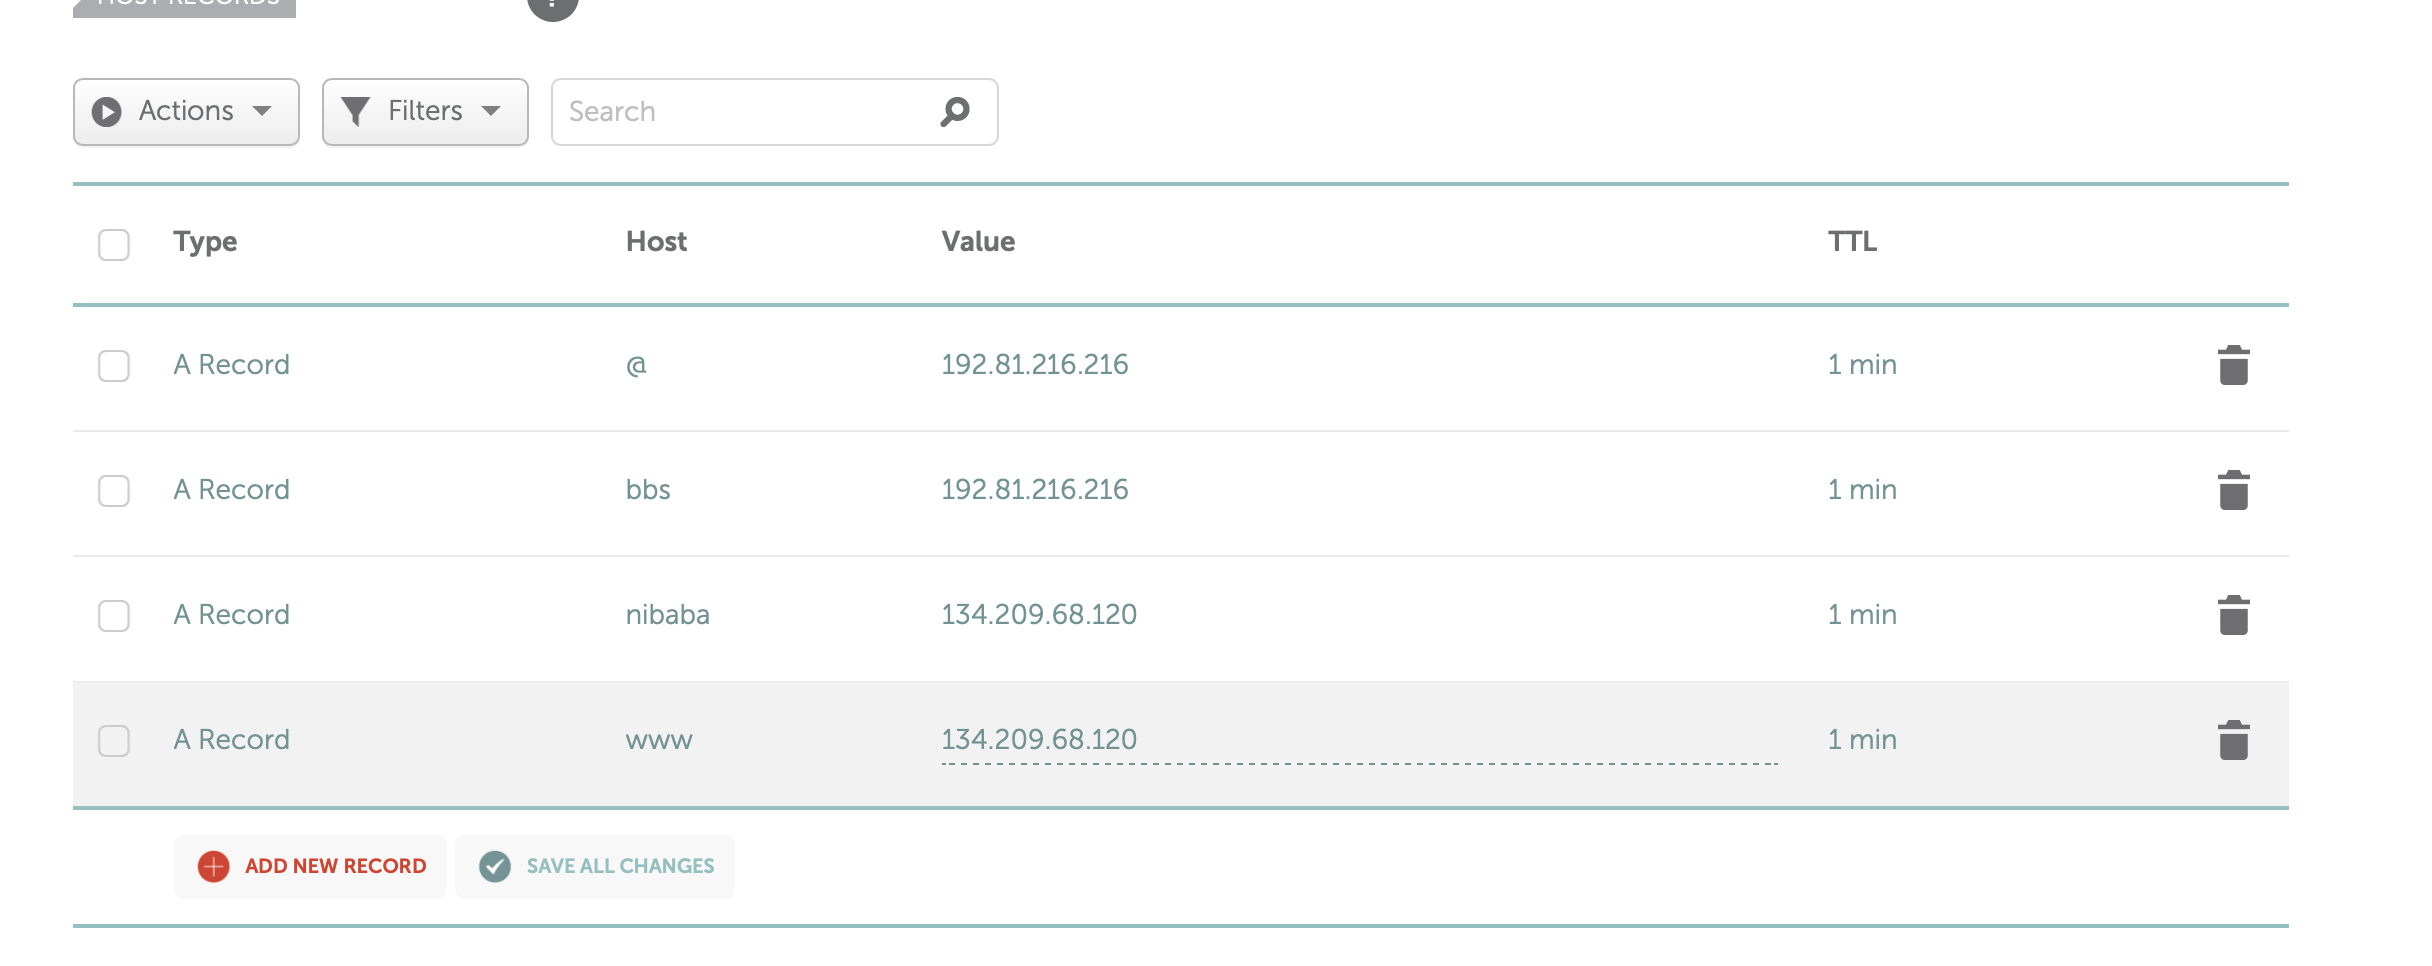 HOST RECORDS
Actions Filters Search
Type Host Value TTL
A Record @ 192.81.216.216 1 min
A Record bbs 192.81.216.216 1 min
A Record nibaba 134.209.68.120 1 min
A Record www 134.209.68.120 1 min
ADD NEW RECORD SAVE ALL CHANGES